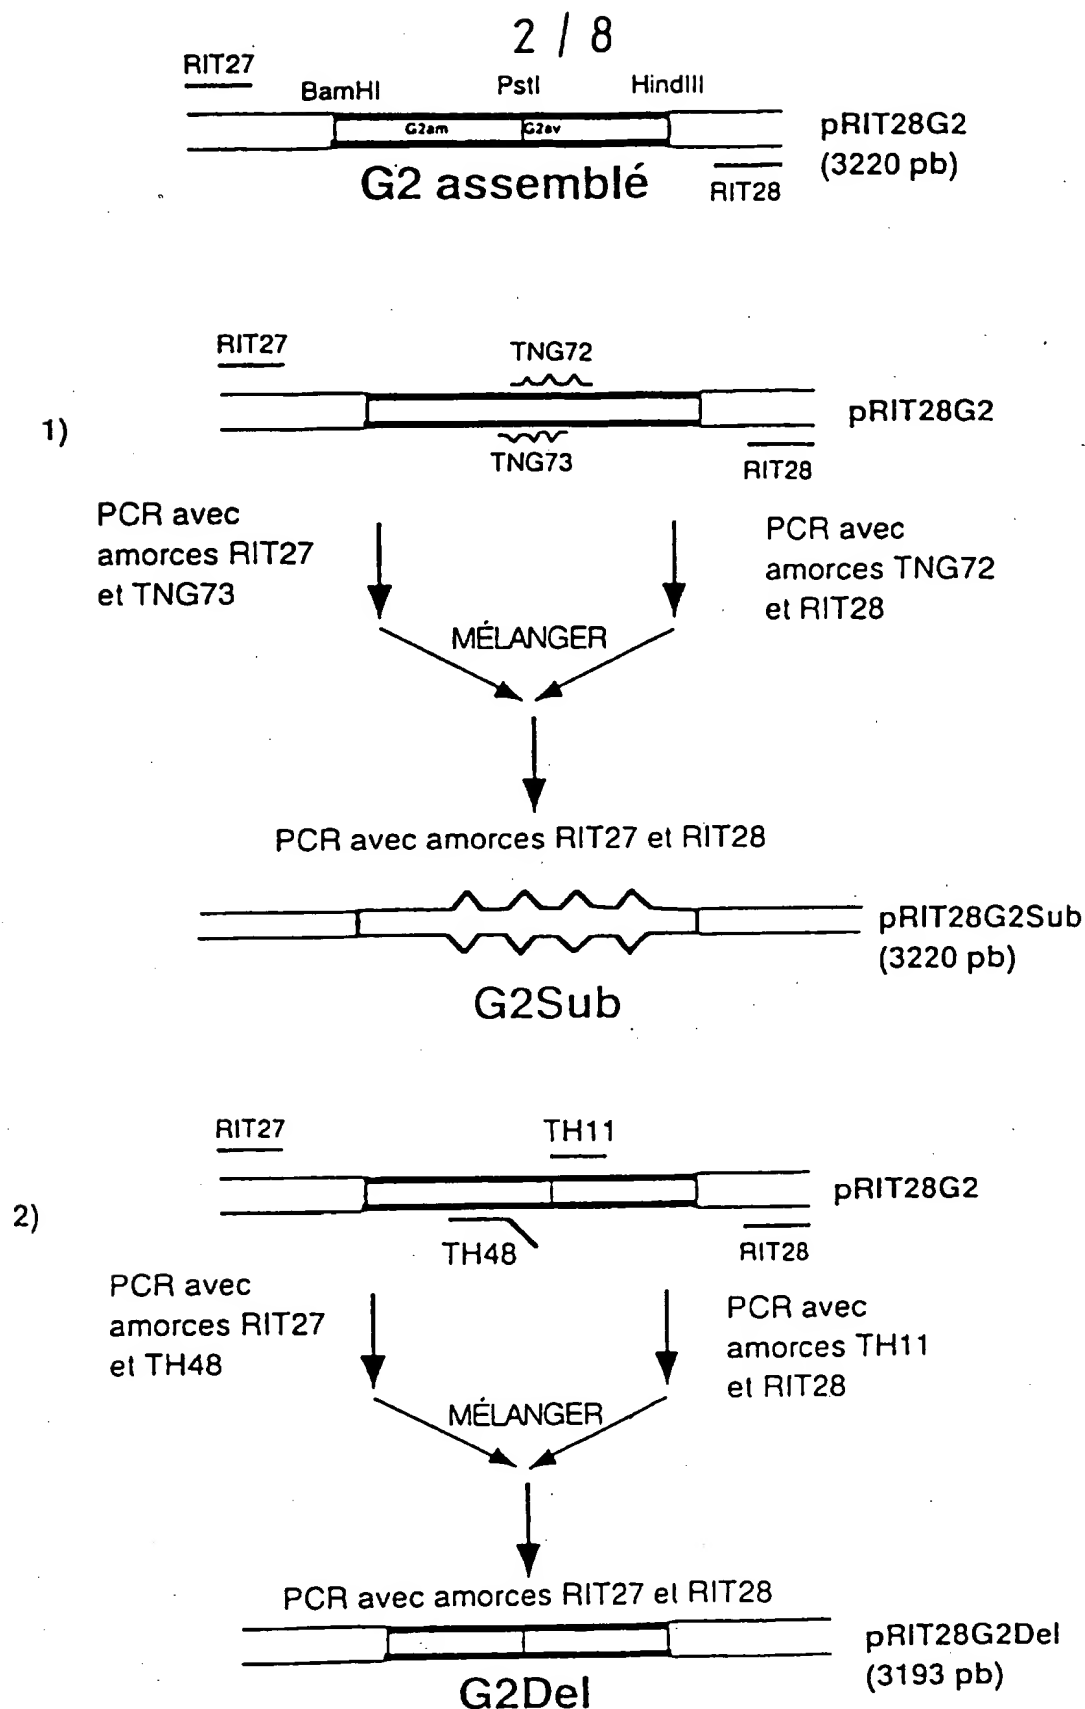 2 / 8
RIT27
BamHI
PstI
HindIII
G2am
G2av
pRIT28G2
(3220 pb)
G2 assemblé
RIT28
1)
RIT27
TNG72
pRIT28G2
TNG73
RIT28
PCR avec
amorces RIT27
et TNG73
PCR avec
amorces TNG72
et RIT28
MÉLANGER
PCR avec amorces RIT27 et RIT28
pRIT28G2Sub
(3220 pb)
G2Sub
2)
RIT27
TH11
pRIT28G2
TH48
RIT28
PCR avec
amorces RIT27
et TH48
PCR avec
amorces TH11
et RIT28
MÉLANGER
PCR avec amorces RIT27 et RIT28
pRIT28G2Del
(3193 pb)
G2Del